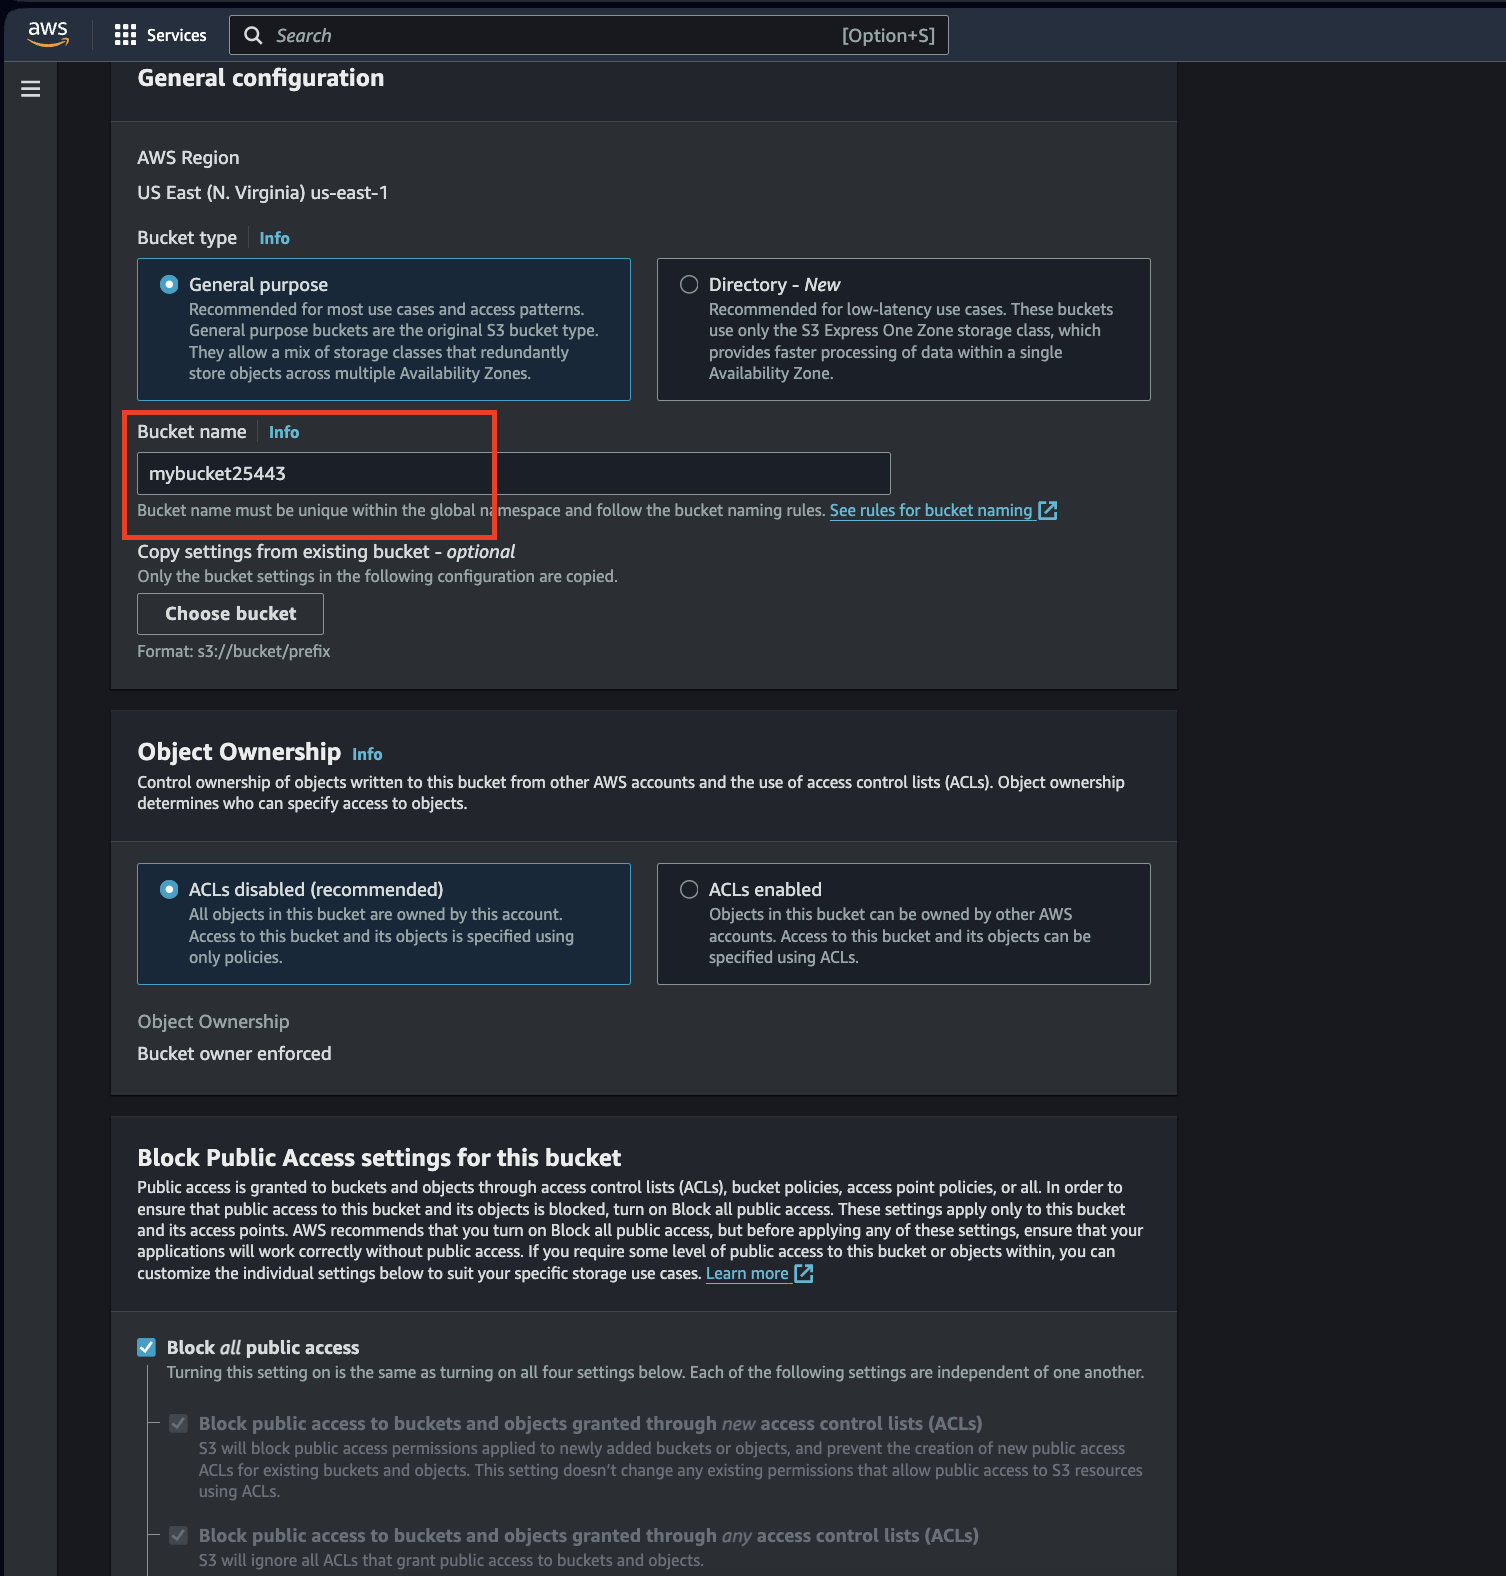 aws
Services
Search
[Option+S]
General configuration
AWS Region
US East (N. Virginia) us-east-1
Bucket type
Info
General purpose
Recommended for most use cases and access patterns.
General purpose buckets are the original S3 bucket type.
They allow a mix of storage classes that redundantly
store objects across multiple Availability Zones.
Directory - New
Recommended for low-latency use cases. These buckets
use only the S3 Express One Zone storage class, which
provides faster processing of data within a single
Availability Zone.
Bucket name
Info
mybucket25443
Bucket name must be unique within the global namespace and follow the bucket naming rules. See rules for bucket naming
Copy settings from existing bucket - optional
Only the bucket settings in the following configuration are copied.
Choose bucket
Format: s3://bucket/prefix
Object Ownership Info
Control ownership of objects written to this bucket from other AWS accounts and the use of access control lists (ACLs). Object ownership
determines who can specify access to objects.
ACLs disabled (recommended)
All objects in this bucket are owned by this account.
Access to this bucket and its objects is specified using
only policies.
ACLs enabled
Objects in this bucket can be owned by other AWS
accounts. Access to this bucket and its objects can be
specified using ACLs.
Object Ownership
Bucket owner enforced
Block Public Access settings for this bucket
Public access is granted to buckets and objects through access control lists (ACLs), bucket policies, access point policies, or all. In order to
ensure that public access to this bucket and its objects is blocked, turn on Block all public access. These settings apply only to this bucket
and its access points. AWS recommends that you turn on Block all public access, but before applying any of these settings, ensure that your
applications will work correctly without public access. If you require some level of public access to this bucket or objects within, you can
customize the individual settings below to suit your specific storage use cases. Learn more
Block all public access
Turning this setting on is the same as turning on all four settings below. Each of the following settings are independent of one another.
Block public access to buckets and objects granted through new access control lists (ACLs)
S3 will block public access permissions applied to newly added buckets or objects, and prevent the creation of new public access
ACLs for existing buckets and objects. This setting doesn't change any existing permissions that allow public access to S3 resources
using ACLs.
Block public access to buckets and objects granted through any access control lists (ACLs)
S3 will ignore all ACLs that grant public access to buckets and objects.